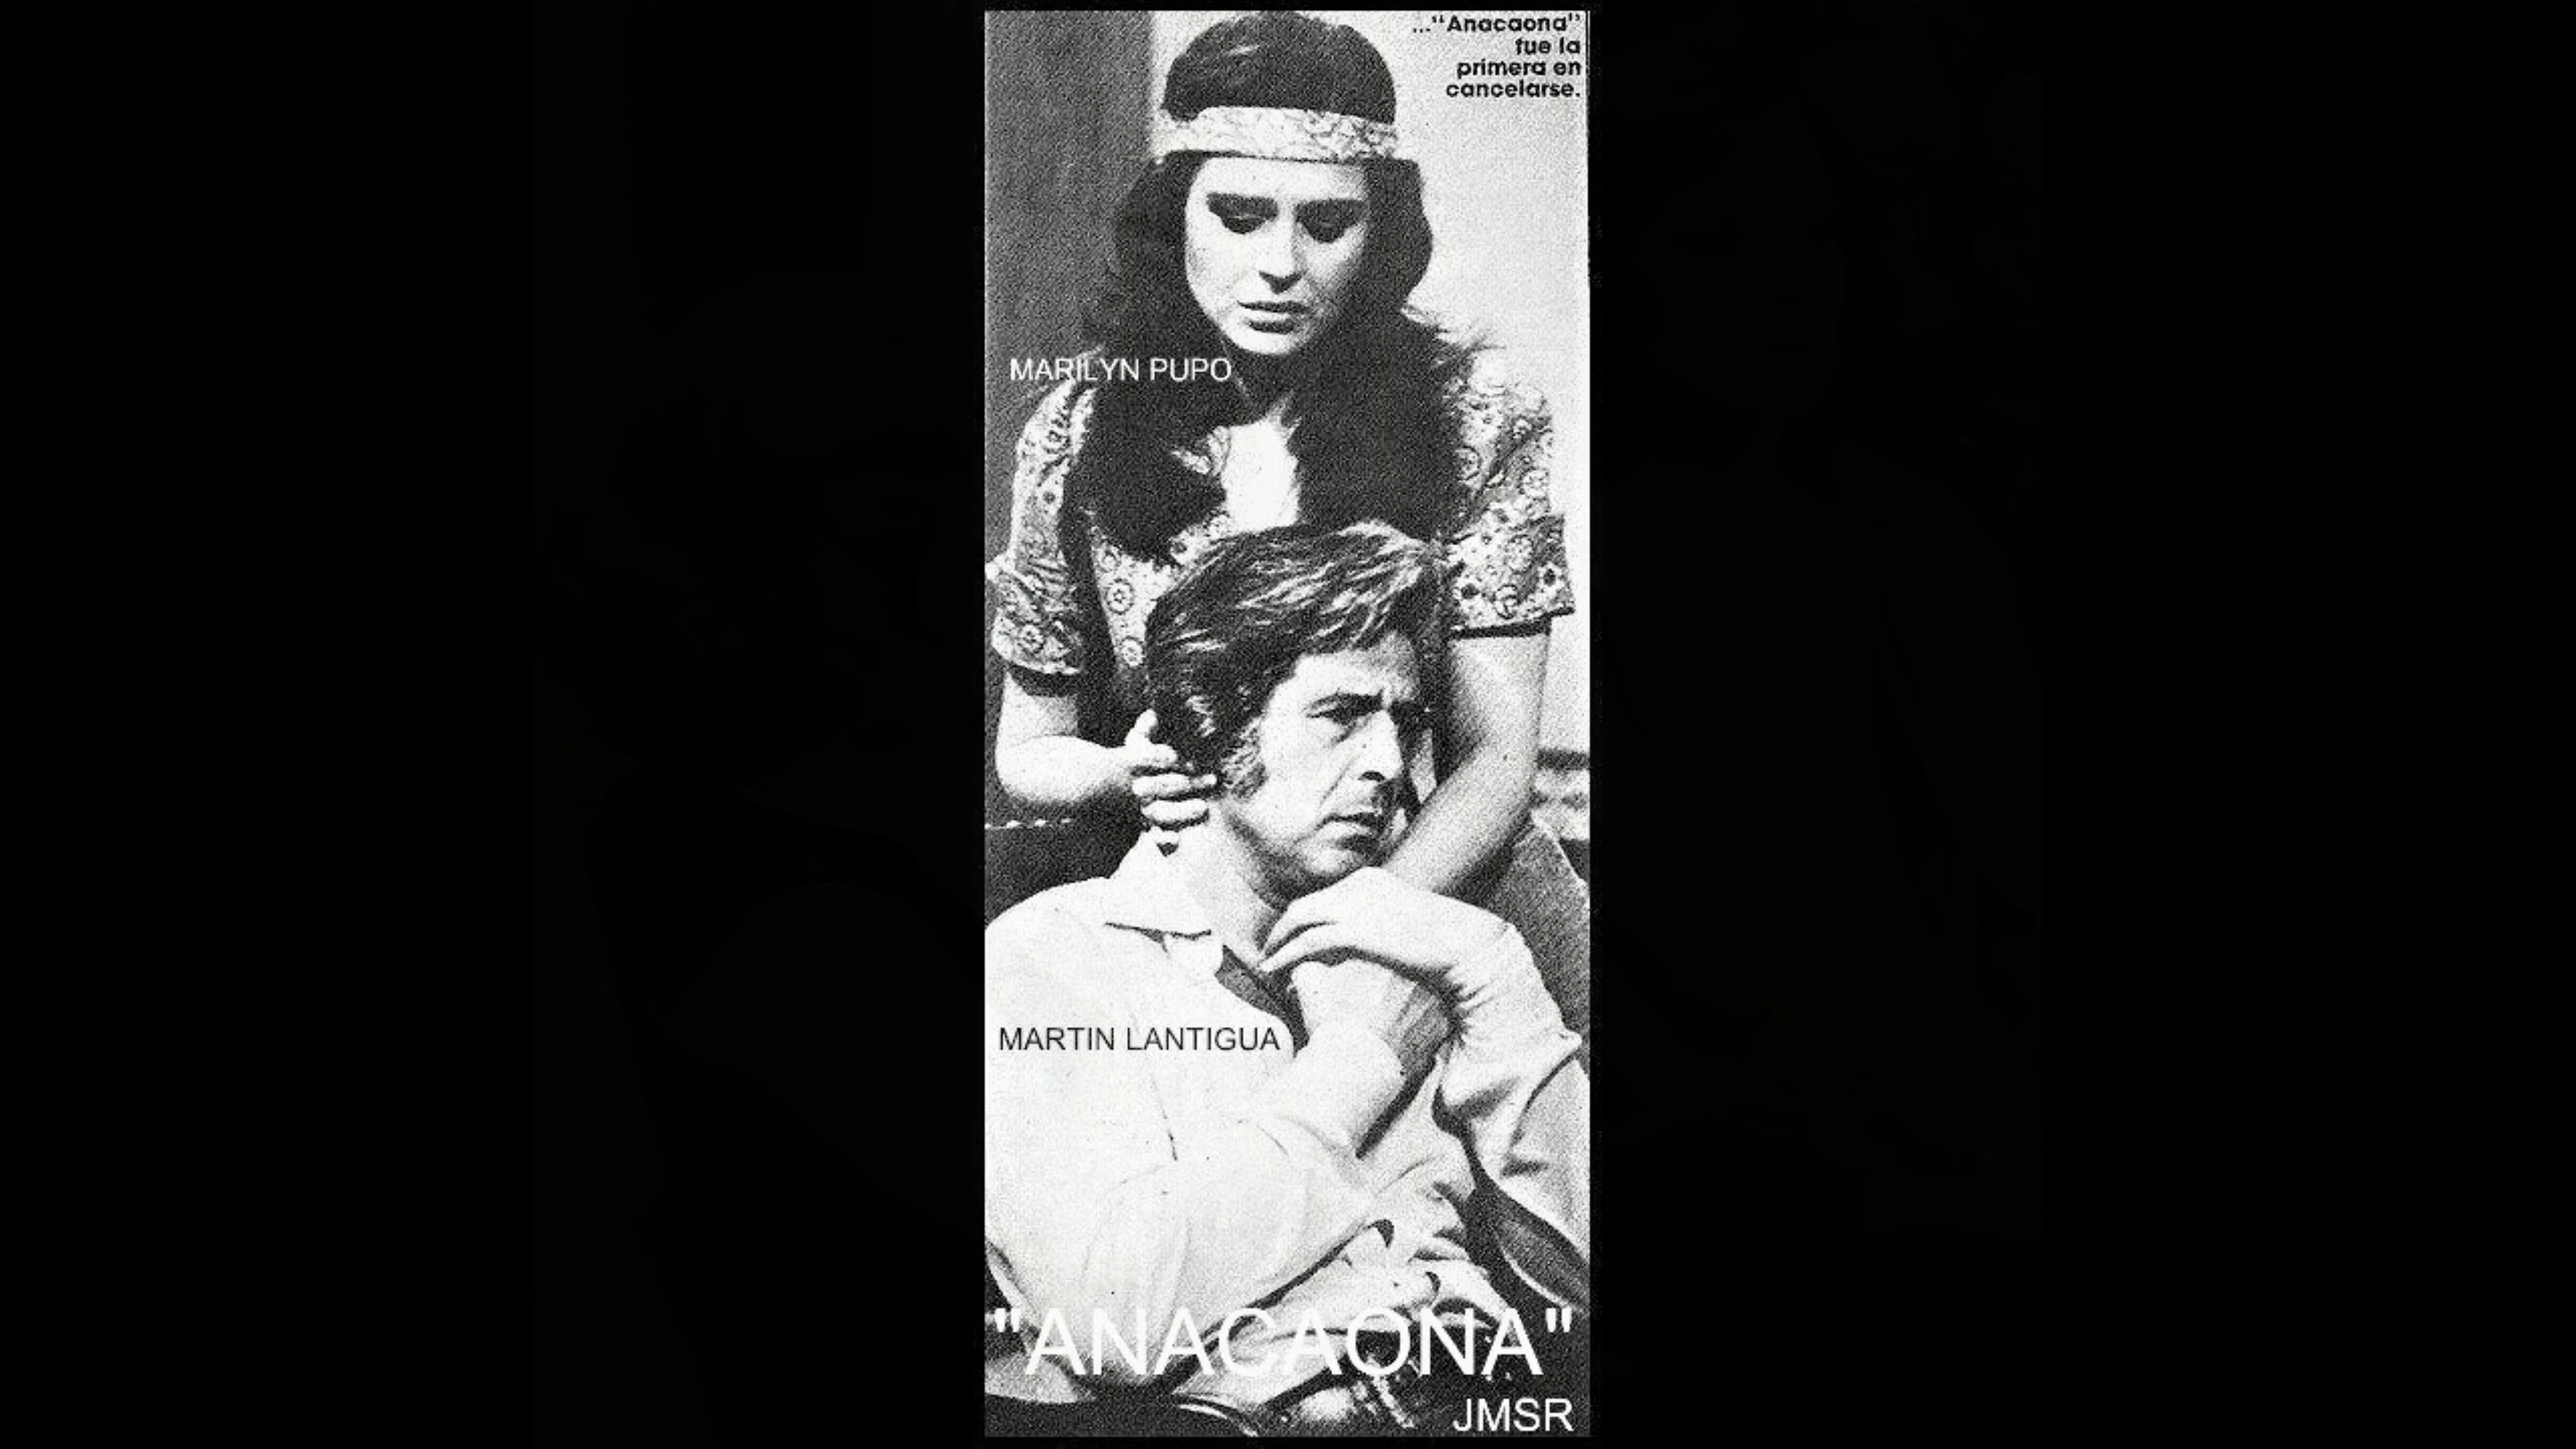 ..."Anacaona"
fue la
primera en
cancelarse.
MARILYN PUPO
MARTIN LANTIGUA
"ANACAONA"
JMSR